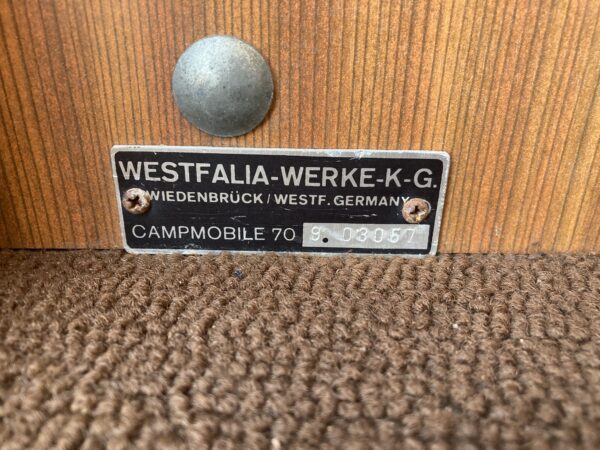 WESTFALIA-WERKE-K-G.
WIEDENBRÜCK/WESTF. GERMANY
CAMPMOBILE 70 9. 03057